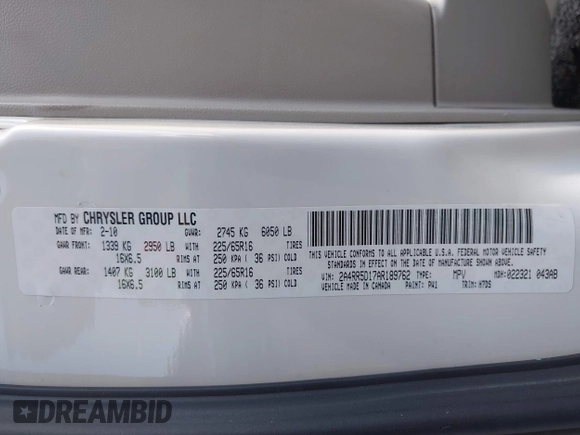 MFD BY CHRYSLER GROUP LLC
DATE OF MFR: 2-10 GVWR: 2745 KG 6050 LB
GAWR FRONT: 1339 KG 2950 LB WITH 225/65R16 TIRES
16X6.5 RIMS AT 250 KPA ( 36 PSI) COLD
GAWR REAR: 1407 KG 3100 LB WITH 225/65R16 TIRES
16X6.5 RIMS AT 250 KPA ( 36 PSI) COLD
THIS VEHICLE CONFORMS TO ALL APPLICABLE U.S.A. FEDERAL MOTOR VEHICLE SAFETY
STANDARDS IN EFFECT ON THE DATE OF MANUFACTURE SHOWN ABOVE.
VIN: 2A4RR5D17AR189762 TYPE: MPV MDH: 022321 043AB
VEHICLE MADE IN CANADA PAINT: PW1 TRIM: H7DS
DREAMBID